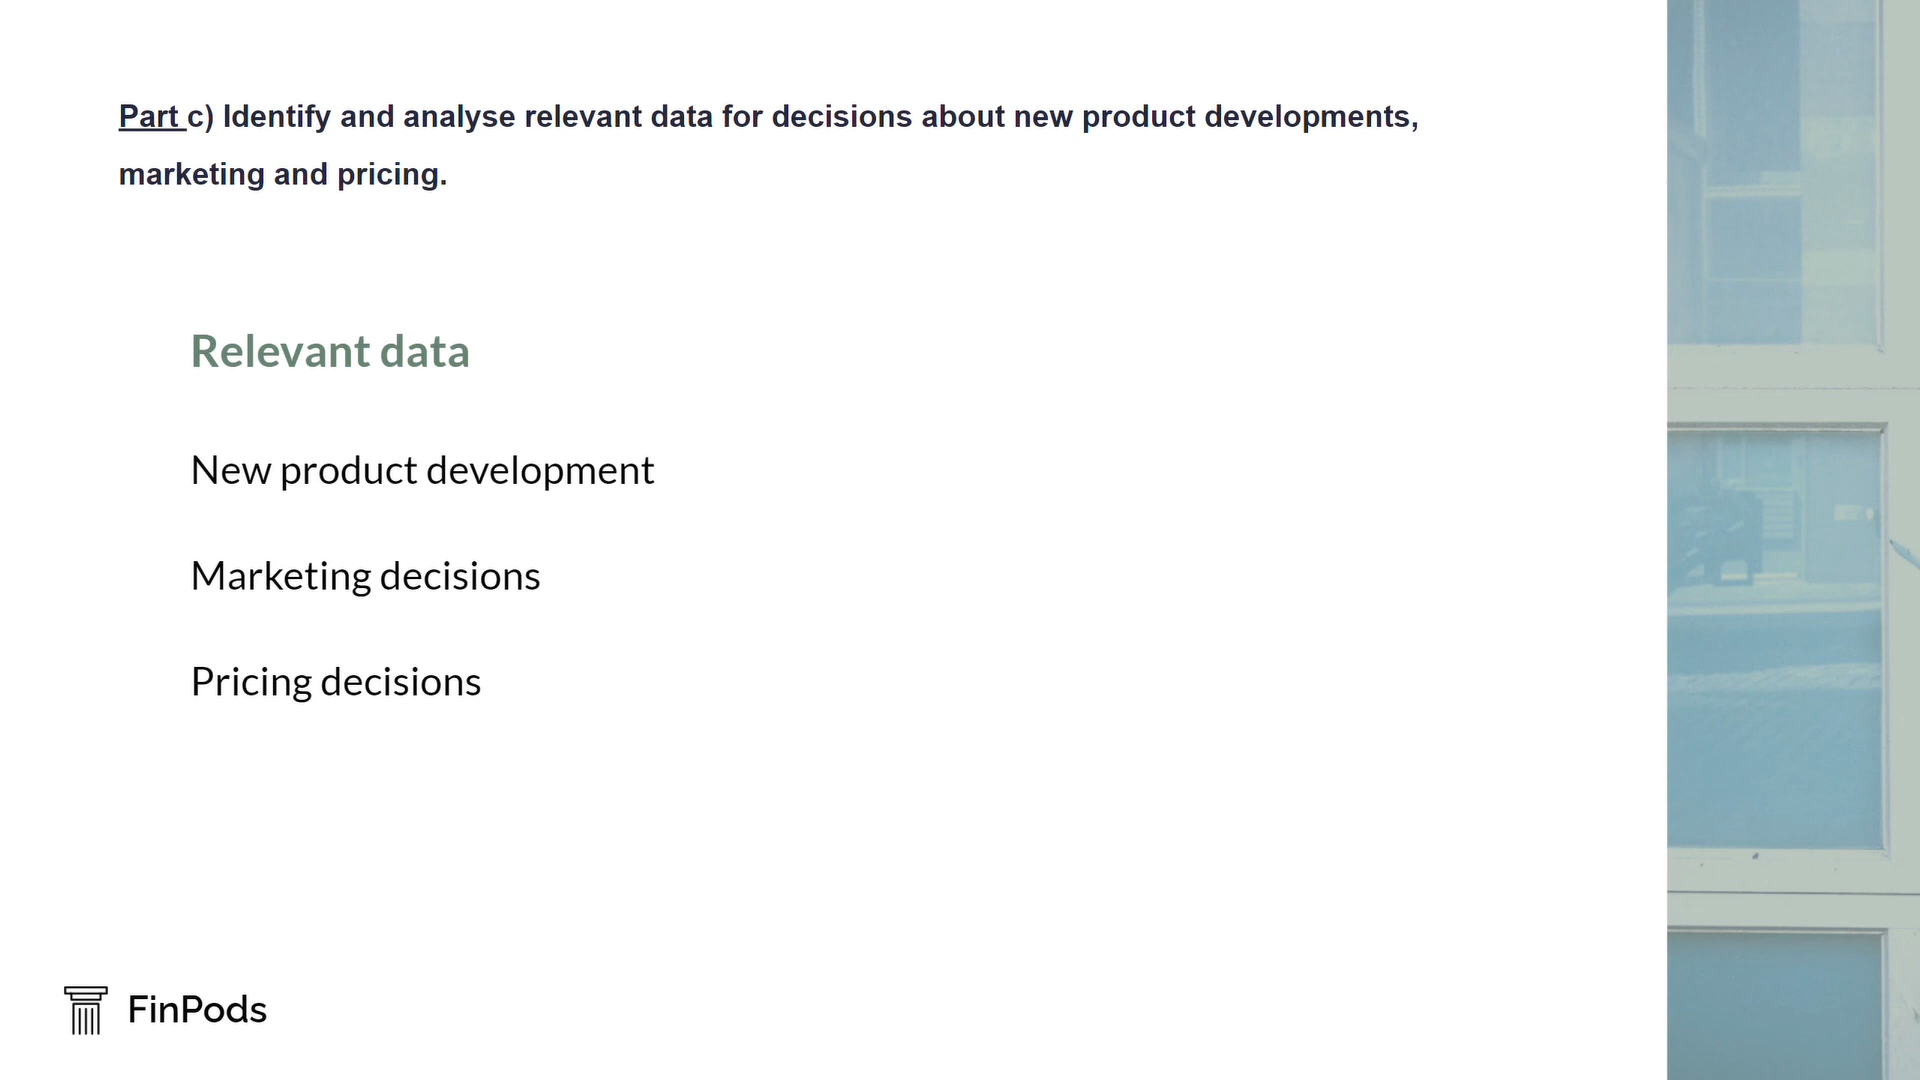 Part c) Identify and analyse relevant data for decisions about new product developments,
marketing and pricing.
Relevant data
New product development
Marketing decisions
Pricing decisions
FinPods